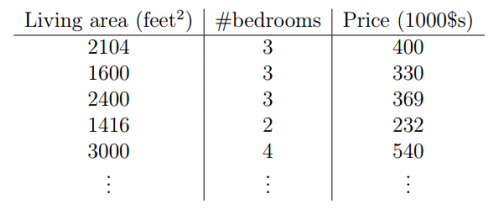 Living area (feet²) #bedrooms Price (1000$s)
2104 3 400
1600 3 330
2400 3 369
1416 2 232
3000 4 540
⋮ ⋮ ⋮